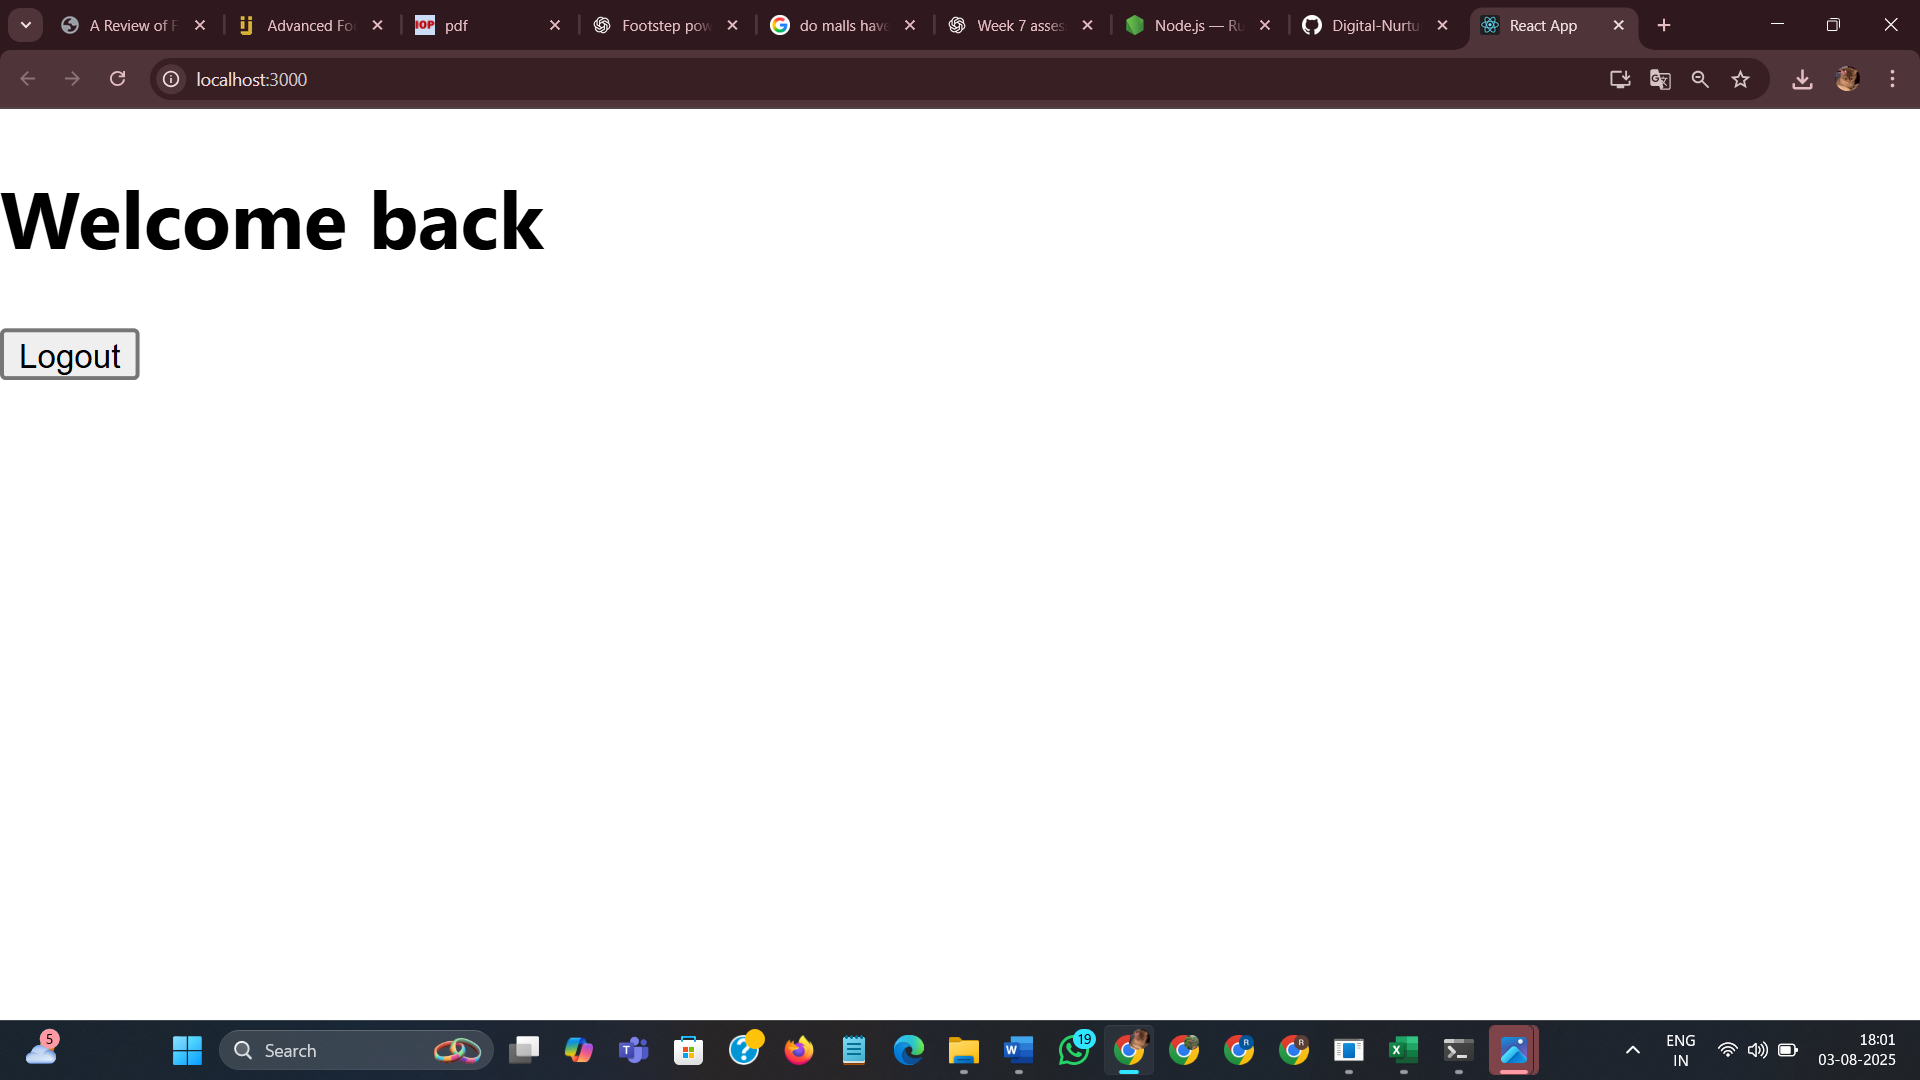 A Review of F
Advanced Fo
IOP pdf
Footstep pow
do malls have
Week 7 asses
Node.js — Ru
Digital-Nurtu
React App
localhost:3000
Welcome back
Logout
5
Search
19
ENG
IN
18:01
03-08-2025